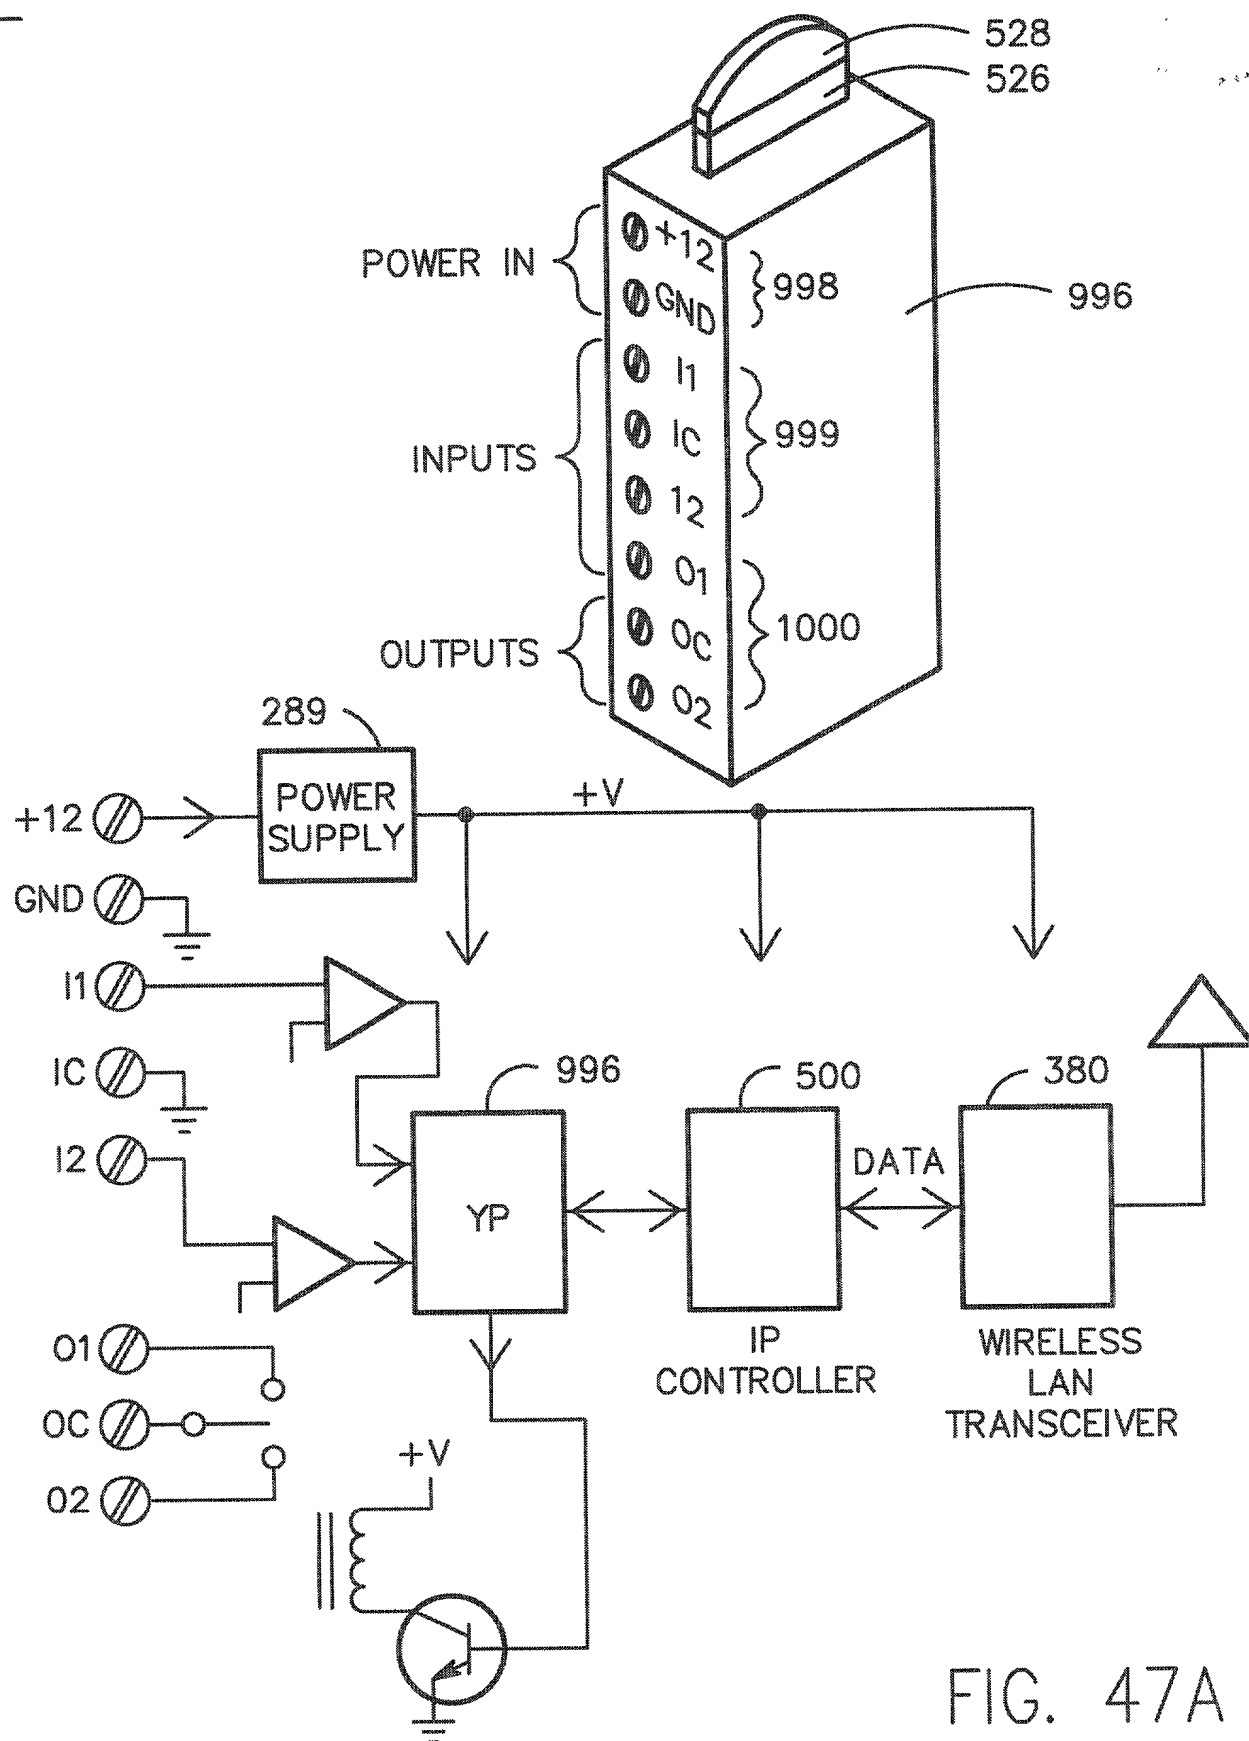 528
526
+12
POWER IN
998
GND
996
I1
IC
999
INPUTS
12
O1
OC
1000
OUTPUTS
O2
289
+V
POWER
SUPPLY
+12
GND
I1
IC
996
500
380
I2
DATA
YP
O1
IP
CONTROLLER
WIRELESS
LAN
TRANSCEIVER
OC
+V
O2
FIG. 47A